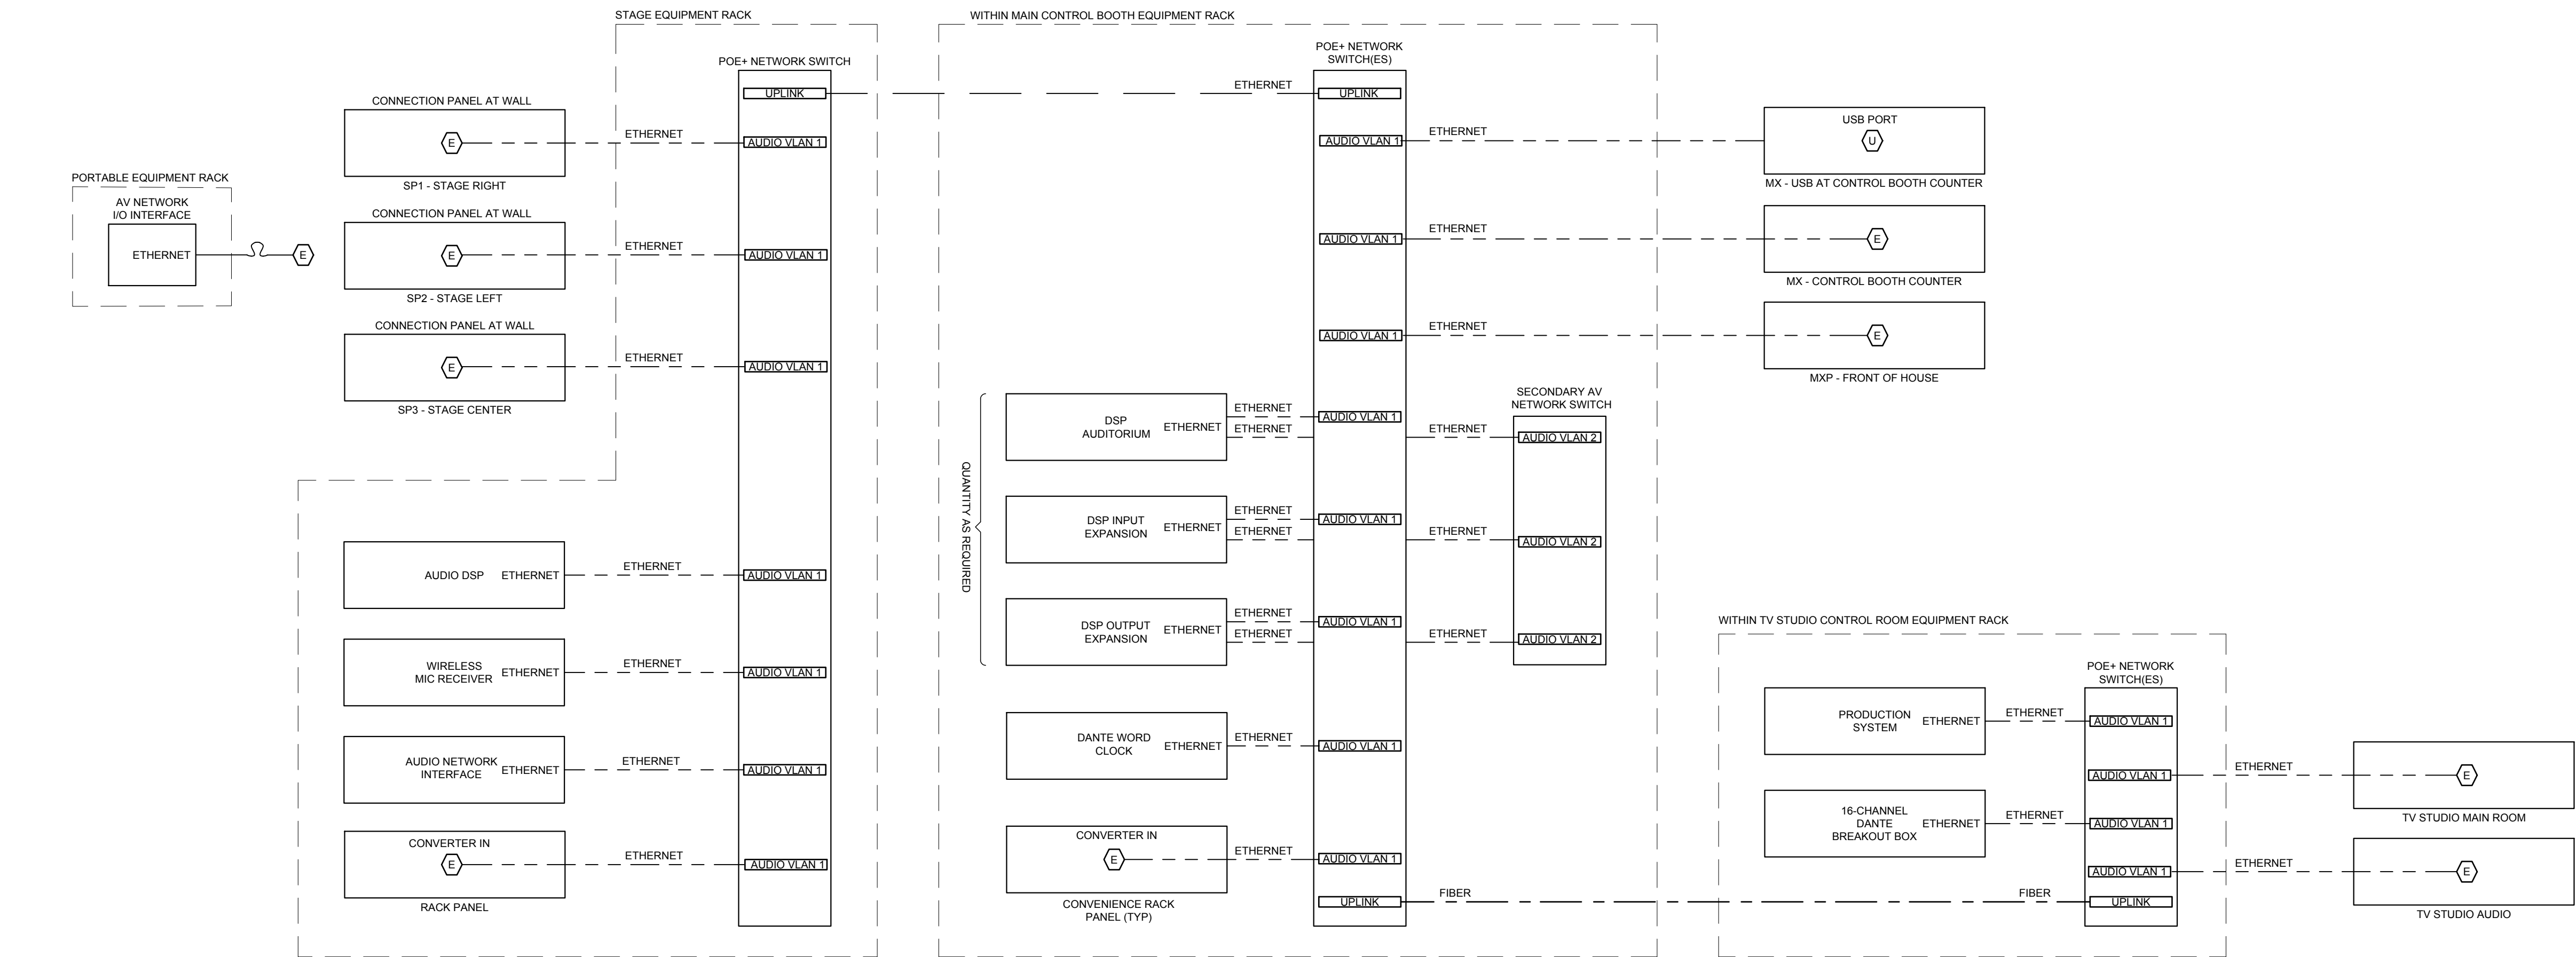 STAGE EQUIPMENT RACK
POE+ NETWORK SWITCH
UPLINK
ETHERNET
CONNECTION PANEL AT WALL
E
ETHERNET
AUDIO VLAN 1
SP1 - STAGE RIGHT
PORTABLE EQUIPMENT RACK
AV NETWORK
I/O INTERFACE
ETHERNET
E
CONNECTION PANEL AT WALL
E
ETHERNET
AUDIO VLAN 1
SP2 - STAGE LEFT
CONNECTION PANEL AT WALL
E
ETHERNET
AUDIO VLAN 1
SP3 - STAGE CENTER
AUDIO DSP
ETHERNET
ETHERNET
AUDIO VLAN 1
WIRELESS
MIC RECEIVER
ETHERNET
ETHERNET
AUDIO VLAN 1
AUDIO NETWORK
INTERFACE
ETHERNET
ETHERNET
AUDIO VLAN 1
CONVERTER IN
E
ETHERNET
AUDIO VLAN 1
RACK PANEL
WITHIN MAIN CONTROL BOOTH EQUIPMENT RACK
POE+ NETWORK
SWITCH(ES)
UPLINK
AUDIO VLAN 1
ETHERNET
USB PORT
U
MX - USB AT CONTROL BOOTH COUNTER
AUDIO VLAN 1
ETHERNET
E
MX - CONTROL BOOTH COUNTER
AUDIO VLAN 1
ETHERNET
E
MXP - FRONT OF HOUSE
SECONDARY AV
NETWORK SWITCH
QUANTITY AS REQUIRED
DSP
AUDITORIUM
ETHERNET
ETHERNET
ETHERNET
AUDIO VLAN 1
ETHERNET
AUDIO VLAN 2
DSP INPUT
EXPANSION
ETHERNET
ETHERNET
ETHERNET
AUDIO VLAN 1
ETHERNET
AUDIO VLAN 2
DSP OUTPUT
EXPANSION
ETHERNET
ETHERNET
ETHERNET
AUDIO VLAN 1
ETHERNET
AUDIO VLAN 2
DANTE WORD
CLOCK
ETHERNET
ETHERNET
AUDIO VLAN 1
CONVERTER IN
E
ETHERNET
AUDIO VLAN 1
CONVENIENCE RACK
PANEL (TYP)
UPLINK
FIBER
FIBER
WITHIN TV STUDIO CONTROL ROOM EQUIPMENT RACK
POE+ NETWORK
SWITCH(ES)
PRODUCTION
SYSTEM
ETHERNET
ETHERNET
AUDIO VLAN 1
AUDIO VLAN 1
ETHERNET
E
TV STUDIO MAIN ROOM
16-CHANNEL
DANTE
BREAKOUT BOX
ETHERNET
ETHERNET
AUDIO VLAN 1
AUDIO VLAN 1
ETHERNET
E
TV STUDIO AUDIO
UPLINK